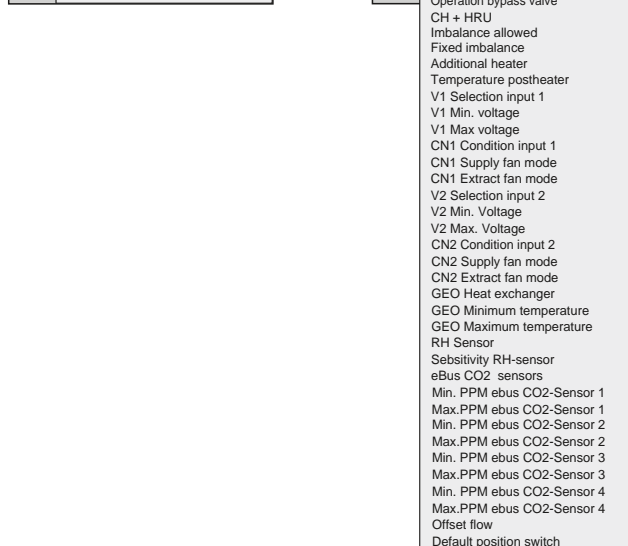 Operation bypass valve
CH + HRU
Imbalance allowed
Fixed imbalance
Additional heater
Temperature postheater
V1 Selection input 1
V1 Min. voltage
V1 Max voltage
CN1 Condition input 1
CN1 Supply fan mode
CN1 Extract fan mode
V2 Selection input 2
V2 Min. Voltage
V2 Max. Voltage
CN2 Condition input 2
CN2 Supply fan mode
CN2 Extract fan mode
GEO Heat exchanger
GEO Minimum temperature
GEO Maximum temperature
RH Sensor
Sebsitivity RH-sensor
eBus CO2 sensors
Min. PPM ebus CO2-Sensor 1
Max.PPM ebus CO2-Sensor 1
Min. PPM ebus CO2-Sensor 2
Max.PPM ebus CO2-Sensor 2
Min. PPM ebus CO2-Sensor 3
Max.PPM ebus CO2-Sensor 3
Min. PPM ebus CO2-Sensor 4
Max.PPM ebus CO2-Sensor 4
Offset flow
Default position switch